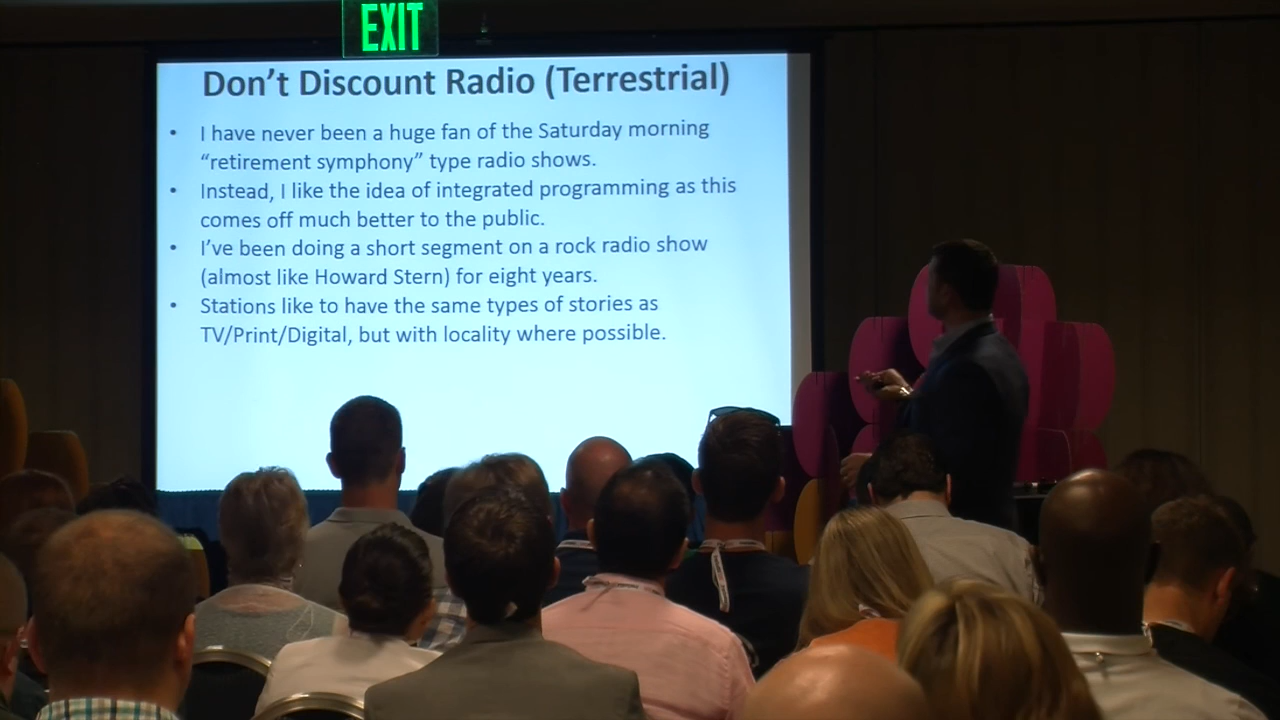 EXIT
Don't Discount Radio (Terrestrial)
• I have never been a huge fan of the Saturday morning
“retirement symphony” type radio shows.
• Instead, I like the idea of integrated programming as this
comes off much better to the public.
• I've been doing a short segment on a rock radio show
(almost like Howard Stern) for eight years.
• Stations like to have the same types of stories as
TV/Print/Digital, but with locality where possible.